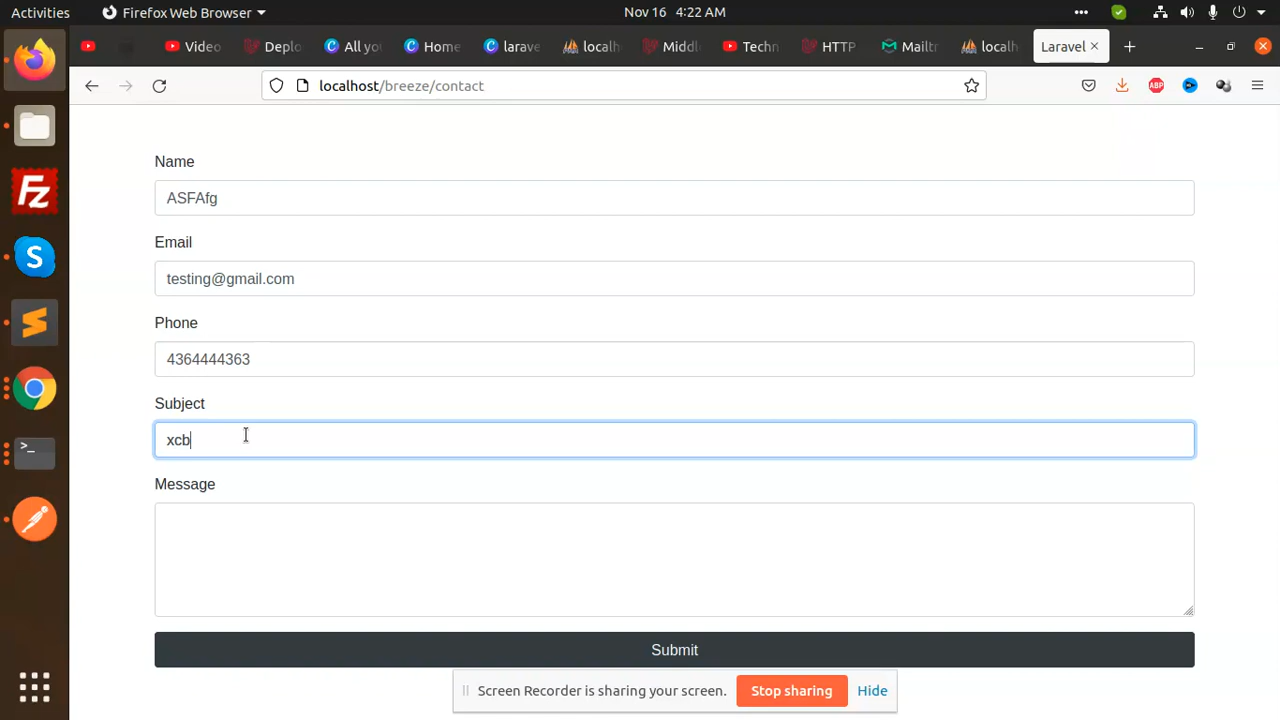 Activities Firefox Web Browser Nov 16 4:22 AM
Video Deplo All you Home larave localh Middl Techn HTTP Mailtr localh Laravel
localhost/breeze/contact
Name
ASFAfg
Email
testing@gmail.com
Phone
4364444363
Subject
xcb
Message
Submit
Screen Recorder is sharing your screen. Stop sharing Hide